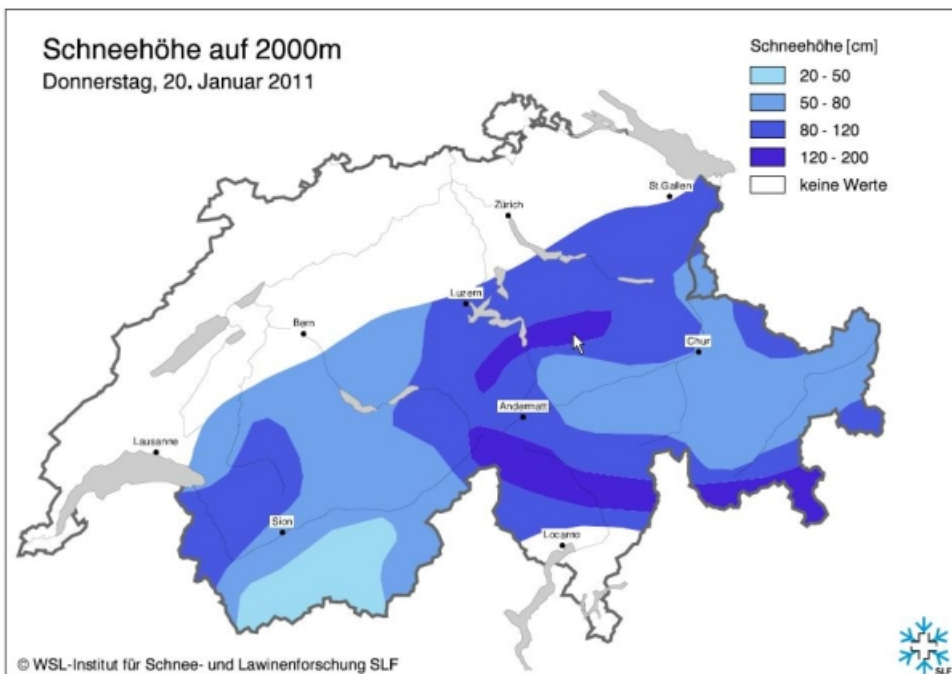 Schneehöhe auf 2000m
Donnerstag, 20. Januar 2011
Schneehöhe [cm]
20 - 50
50 - 80
80 - 120
120 - 200
keine Werte
St.Gallen
Zürich
Luzern
Bern
Chur
Andermatt
Lausanne
Sion
Locarno
© WSL-Institut für Schnee- und Lawinenforschung SLF
SLF